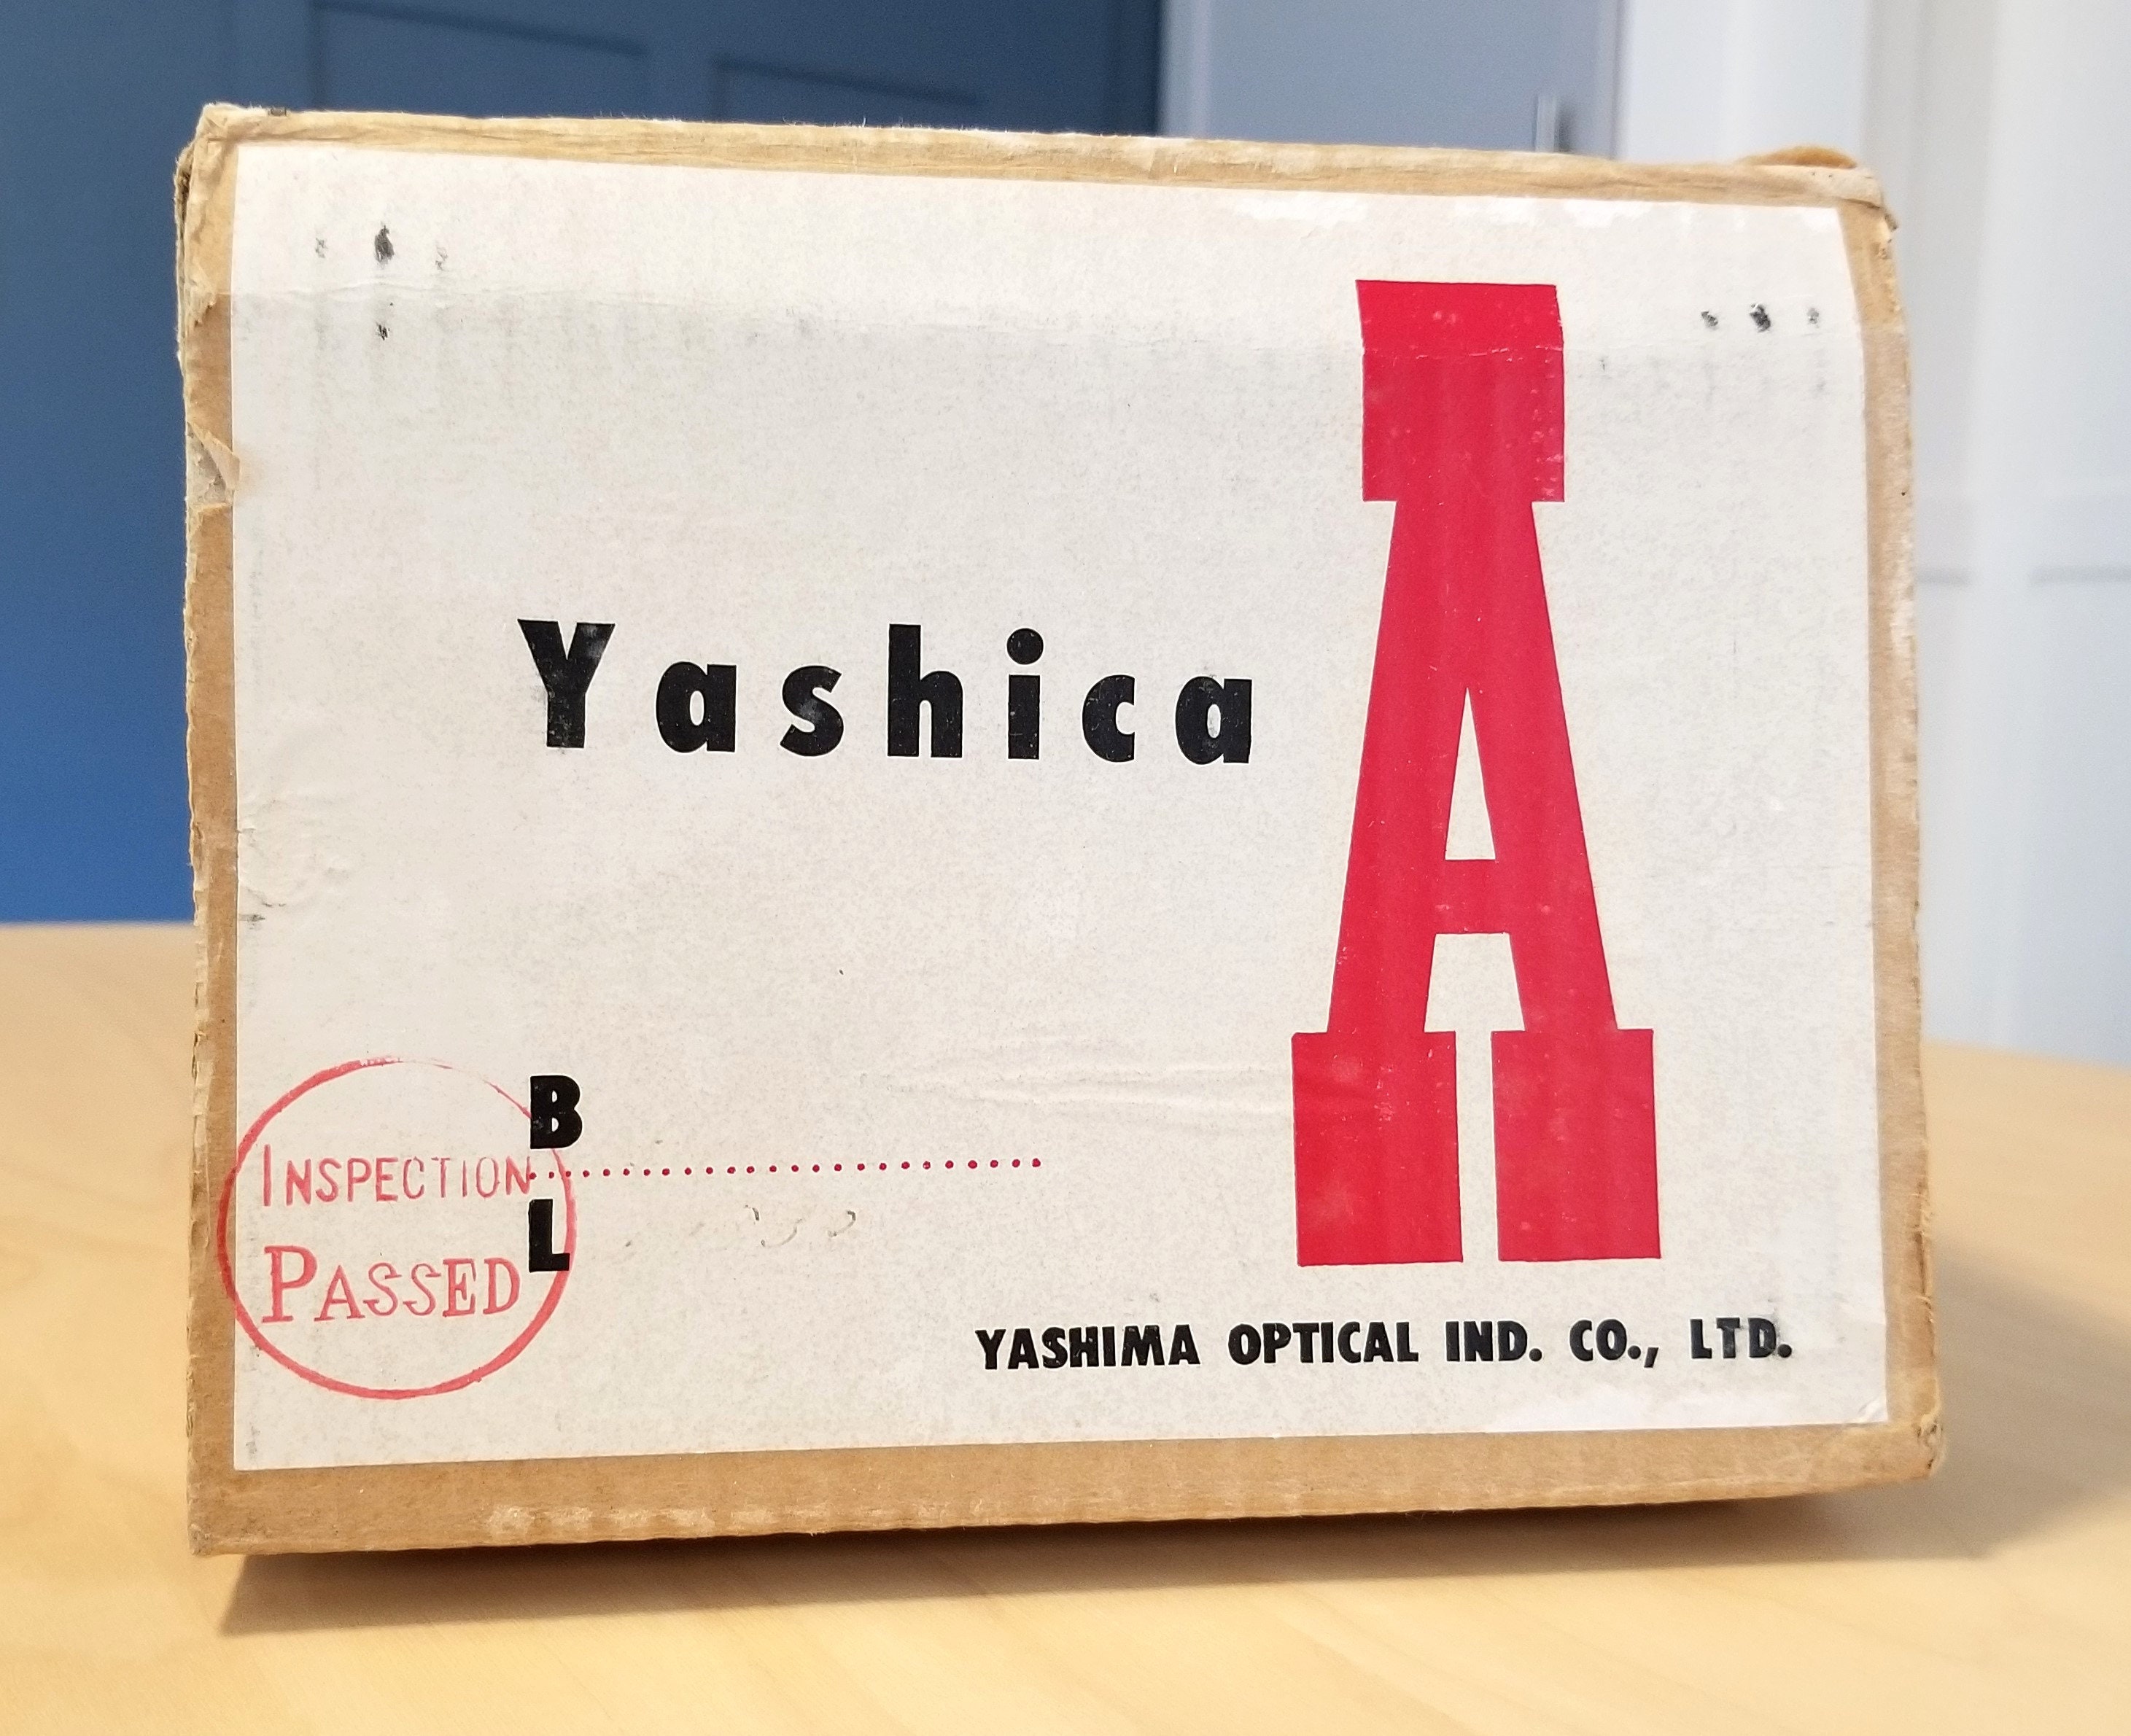 Yashica A
B
INSPECTION
L
PASSED
YASHIMA OPTICAL IND. CO., LTD.